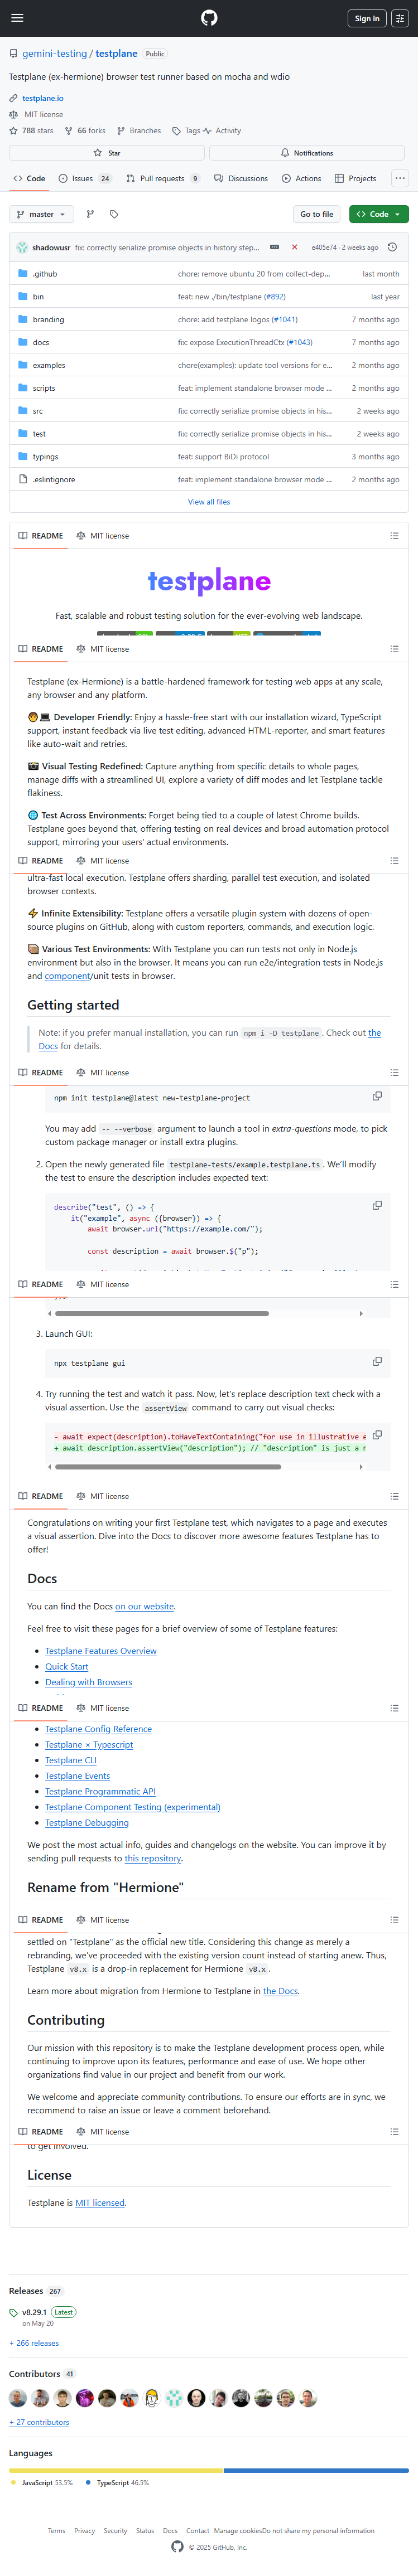 Sign in
gemini-testing / testplane Public
Testplane (ex-hermione) browser test runner based on mocha and wdio
testplane.io
MIT license
788 stars 66 forks Branches Tags Activity
Star Notifications
Code Issues 24 Pull requests 9 Discussions Actions Projects
master Go to file Code
shadowusr fix: correctly serialize promise objects in history step... e405e74 · 2 weeks ago
.github chore: remove ubuntu 20 from collect-dep... last month
bin feat: new ./bin/testplane (#892) last year
branding chore: add testplane logos (#1041) 7 months ago
docs fix: expose ExecutionThreadCtx (#1043) 7 months ago
examples chore(examples): update tool versions for e... 2 months ago
scripts feat: implement standalone browser mode ... 2 months ago
src fix: correctly serialize promise objects in his... 2 weeks ago
test fix: correctly serialize promise objects in his... 2 weeks ago
typings feat: support BiDi protocol 3 months ago
.eslintignore feat: implement standalone browser mode ... 2 months ago
View all files
README MIT license
testplane
Fast, scalable and robust testing solution for the ever-evolving web landscape.
README MIT license
Testplane (ex-Hermione) is a battle-hardened framework for testing web apps at any scale,
any browser and any platform.
🧑‍💻 Developer Friendly: Enjoy a hassle-free start with our installation wizard, TypeScript
support, instant feedback via live test editing, advanced HTML-reporter, and smart features
like auto-wait and retries.
📸 Visual Testing Redefined: Capture anything from specific details to whole pages,
manage diffs with a streamlined UI, explore a variety of diff modes and let Testplane tackle
flakiness.
🌐 Test Across Environments: Forget being tied to a couple of latest Chrome builds.
Testplane goes beyond that, offering testing on real devices and broad automation protocol
support, mirroring your users' actual environments.
README MIT license
ultra-fast local execution. Testplane offers sharding, parallel test execution, and isolated
browser contexts.
⚡ Infinite Extensibility: Testplane offers a versatile plugin system with dozens of open-
source plugins on GitHub, along with custom reporters, commands, and execution logic.
📦 Various Test Environments: With Testplane you can run tests not only in Node.js
environment but also in the browser. It means you can run e2e/integration tests in Node.js
and component/unit tests in browser.
Getting started
Note: if you prefer manual installation, you can run npm i -D testplane. Check out the
Docs for details.
README MIT license
npm init testplane@latest new-testplane-project
You may add -- --verbose argument to launch a tool in extra-questions mode, to pick
custom package manager or install extra plugins.
2. Open the newly generated file testplane-tests/example.testplane.ts. We'll modify
the test to ensure the description includes expected text:
describe("test", () => {
it("example", async ({browser}) => {
await browser.url("https://example.com/");
const description = await browser.$("p");
README MIT license
3. Launch GUI:
npx testplane gui
4. Try running the test and watch it pass. Now, let's replace description text check with a
visual assertion. Use the assertView command to carry out visual checks:
- await expect(description).toHaveTextContaining("for use in illustrative e
+ await description.assertView("description"); // "description" is just a n
README MIT license
Congratulations on writing your first Testplane test, which navigates to a page and executes
a visual assertion. Dive into the Docs to discover more awesome features Testplane has to
offer!
Docs
You can find the Docs on our website.
Feel free to visit these pages for a brief overview of some of Testplane features:
• Testplane Features Overview
• Quick Start
• Dealing with Browsers
README MIT license
• Testplane Config Reference
• Testplane × Typescript
• Testplane CLI
• Testplane Events
• Testplane Programmatic API
• Testplane Component Testing (experimental)
• Testplane Debugging
We post the most actual info, guides and changelogs on the website. You can improve it by
sending pull requests to this repository.
Rename from "Hermione"
README MIT license
settled on "Testplane" as the official new title. Considering this change as merely a
rebranding, we've proceeded with the existing version count instead of starting anew. Thus,
Testplane v8.x is a drop-in replacement for Hermione v8.x.
Learn more about migration from Hermione to Testplane in the Docs.
Contributing
Our mission with this repository is to make the Testplane development process open, while
continuing to improve upon its features, performance and ease of use. We hope other
organizations find value in our project and benefit from our work.
We welcome and appreciate community contributions. To ensure our efforts are in sync, we
recommend to raise an issue or leave a comment beforehand.
README MIT license
to get involved.
License
Testplane is MIT licensed.
Releases 267
v8.29.1 Latest
on May 20
+ 266 releases
Contributors 41
+ 27 contributors
Languages
JavaScript 53.5% TypeScript 46.5%
Terms Privacy Security Status Docs Contact Manage cookies Do not share my personal information
© 2025 GitHub, Inc.